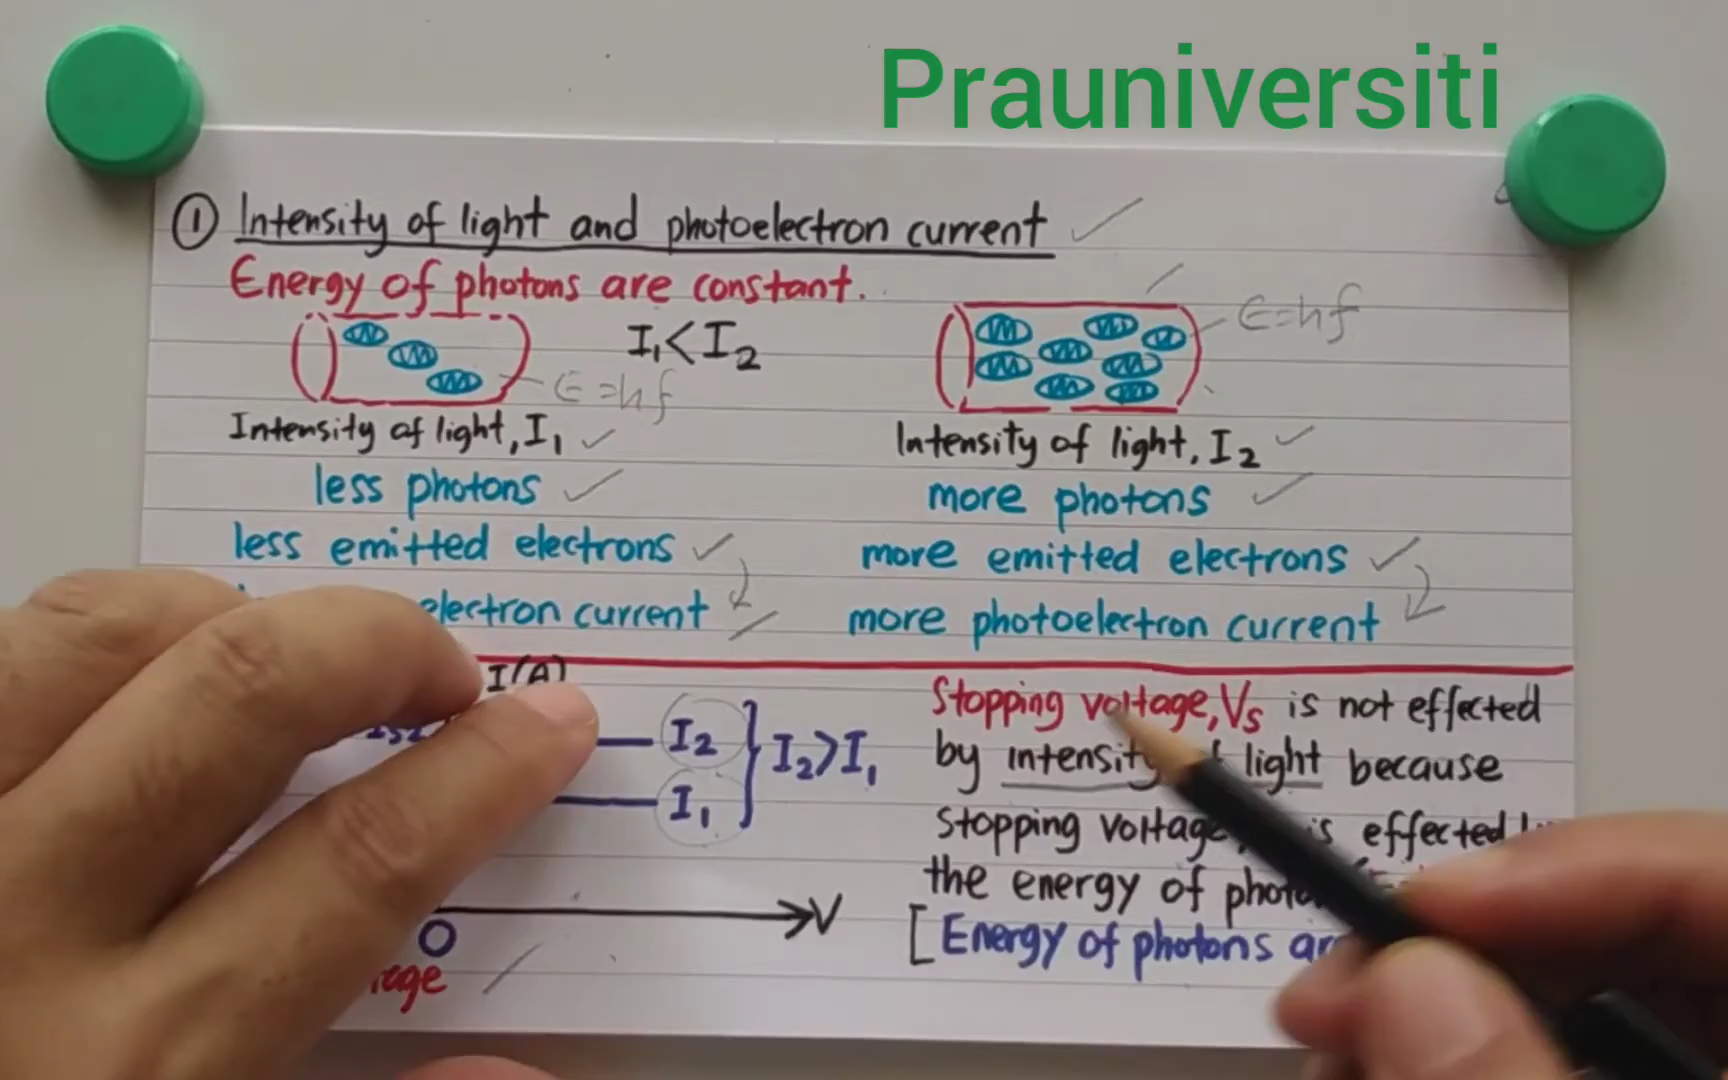 Prauniversiti
① Intensity of light and photoelectron current
Energy of photons are constant.
I₁<I₂
E=hf
E=hf
Intensity of light, I₁
Intensity of light, I₂
less photons
more photons
less emitted electrons
more emitted electrons
electron current
more photoelectron current
I(A)
I₂
I₁
I₂>I₁
V
O
Stopping voltage, Vs is not effected
by intensity light because
Stopping voltage is effected
the energy of
[Energy of photons